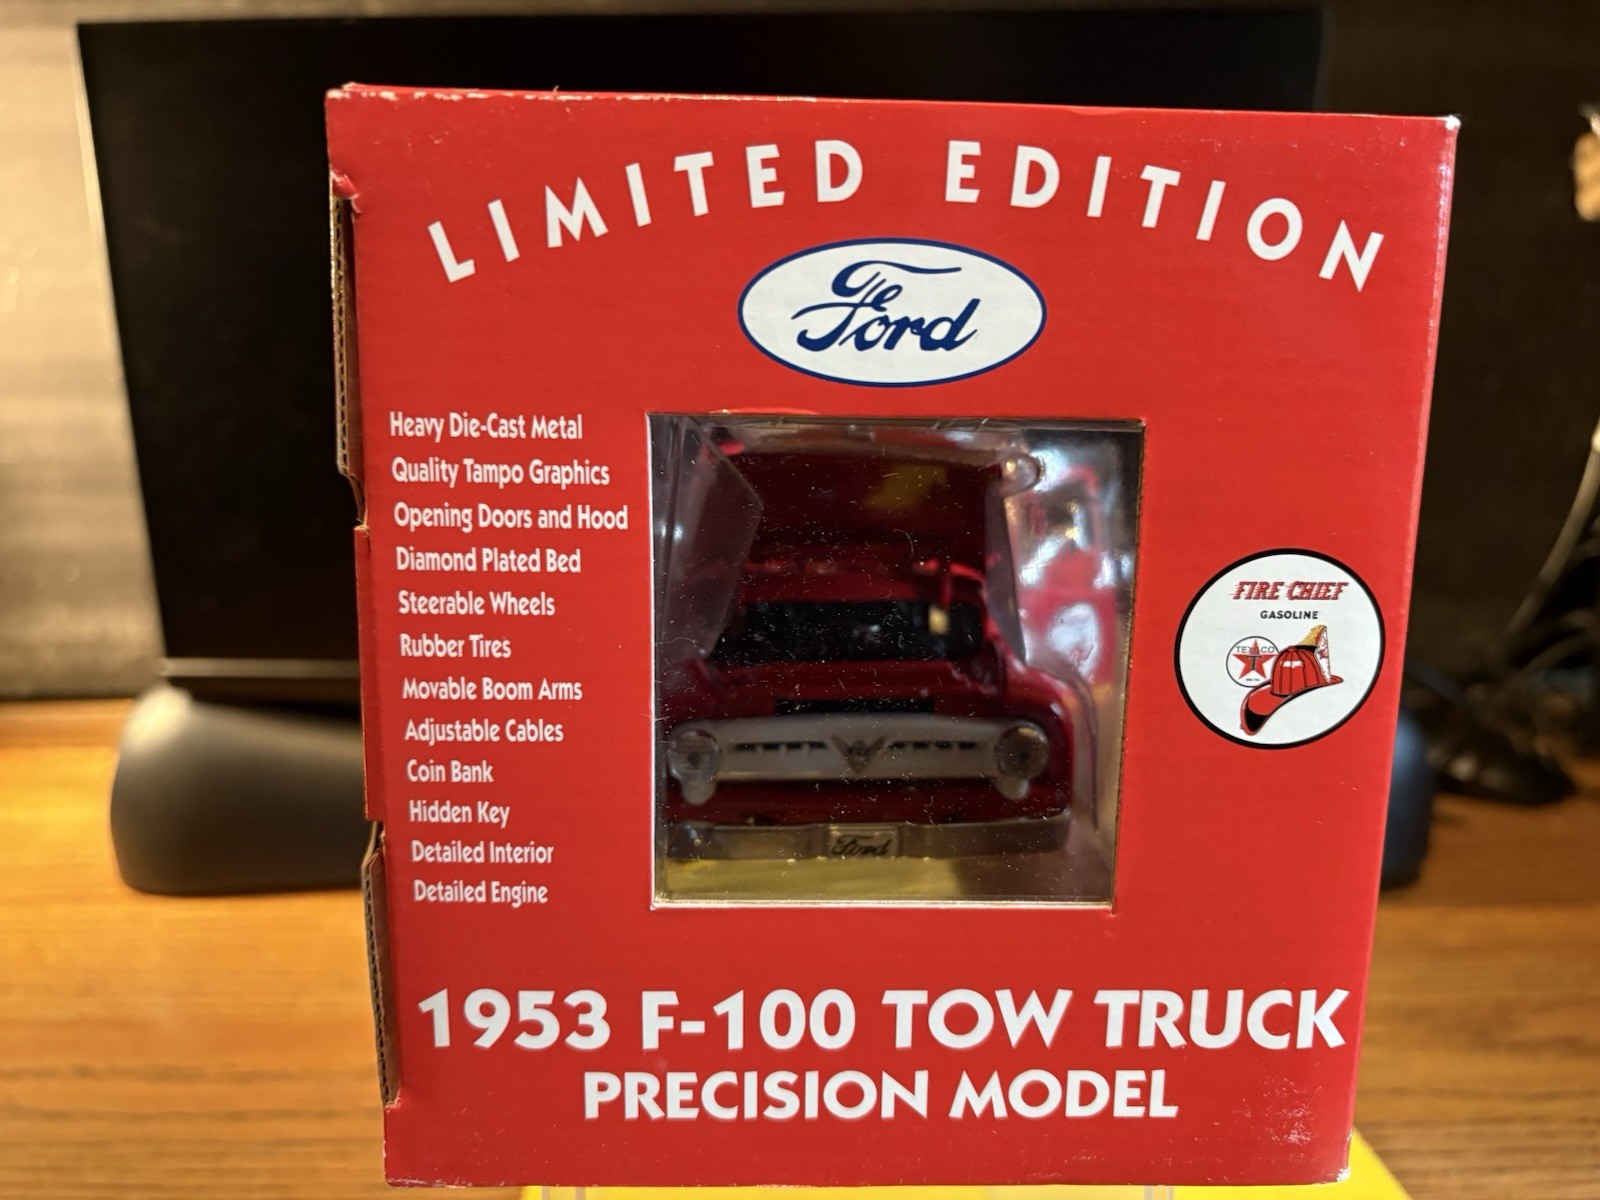 LIMITED EDITION
Ford
Heavy Die-Cast Metal
Quality Tampo Graphics
Opening Doors and Hood
Diamond Plated Bed
Steerable Wheels
Rubber Tires
Movable Boom Arms
Adjustable Cables
Coin Bank
Hidden Key
Detailed Interior
Detailed Engine
Ford
FIRE CHIEF
GASOLINE
TEXACO
T
1953 F-100 TOW TRUCK
PRECISION MODEL